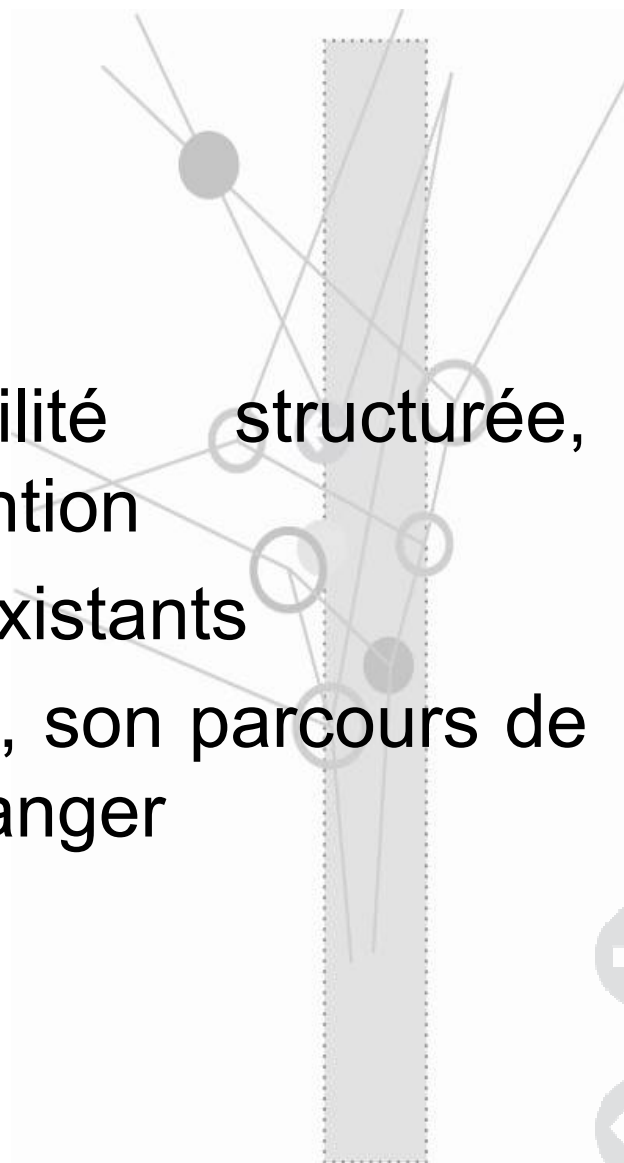 ilité structurée,
ntion
xistants
, son parcours de
anger